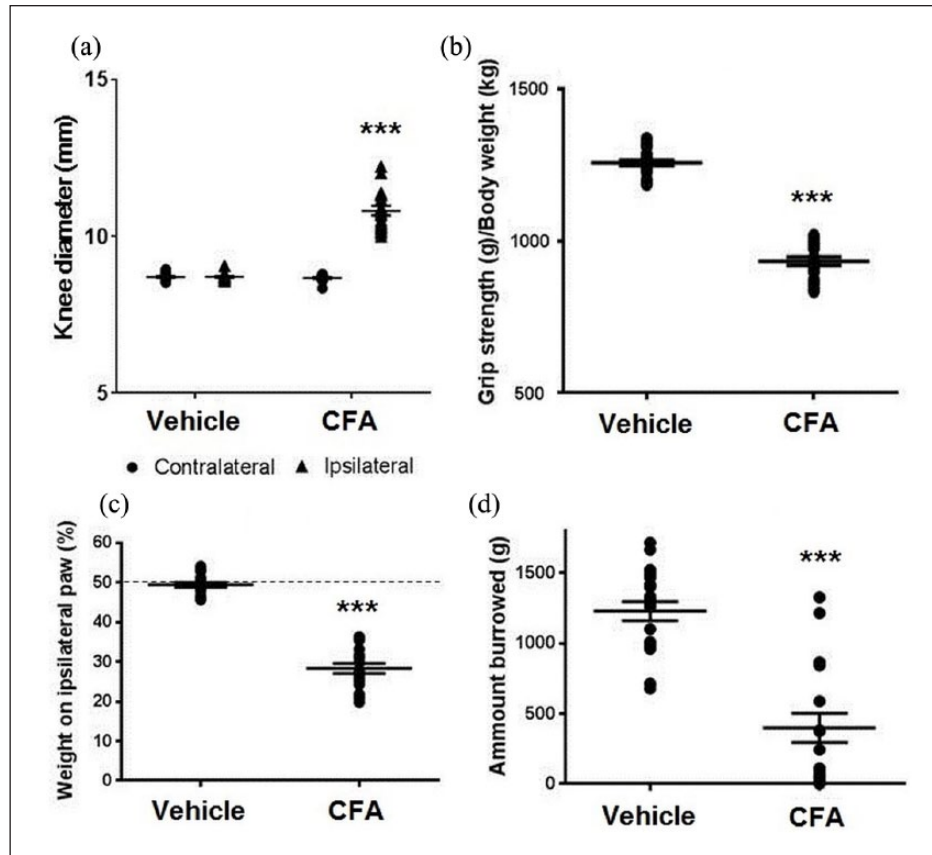 (a)
Knee diameter (mm)
15
10
5
***
Vehicle CFA
● Contralateral ▲ Ipsilateral
(b)
Grip strength (g)/Body weight (kg)
1500
1000
500
***
Vehicle CFA
(c)
Weight on ipsilateral paw (%)
60
50
40
30
20
10
0
***
Vehicle CFA
(d)
Ammount burrowed (g)
1500
1000
500
0
***
Vehicle CFA